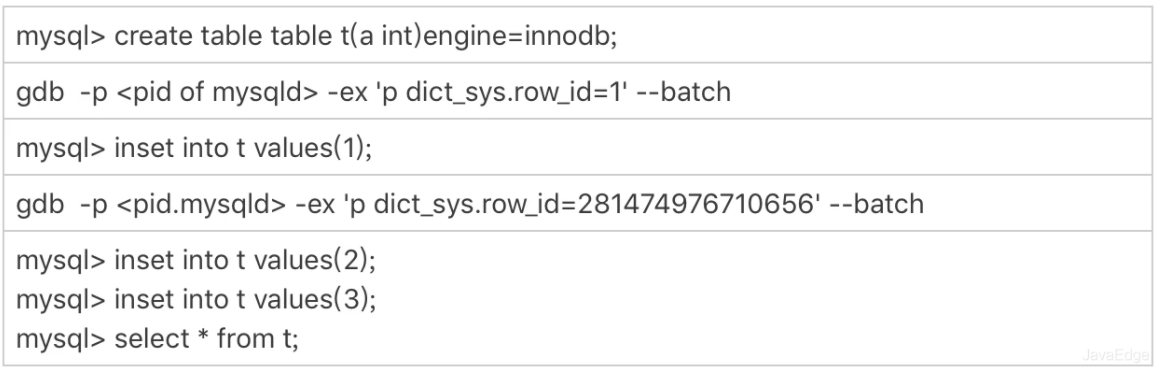 mysql> create table table t(a int)engine=innodb;
gdb  -p <pid of mysqld> -ex 'p dict_sys.row_id=1' --batch
mysql> inset into t values(1);
gdb  -p <pid.mysqld> -ex 'p dict_sys.row_id=281474976710656' --batch
mysql> inset into t values(2);
mysql> inset into t values(3);
mysql> select * from t;
JavaEdge